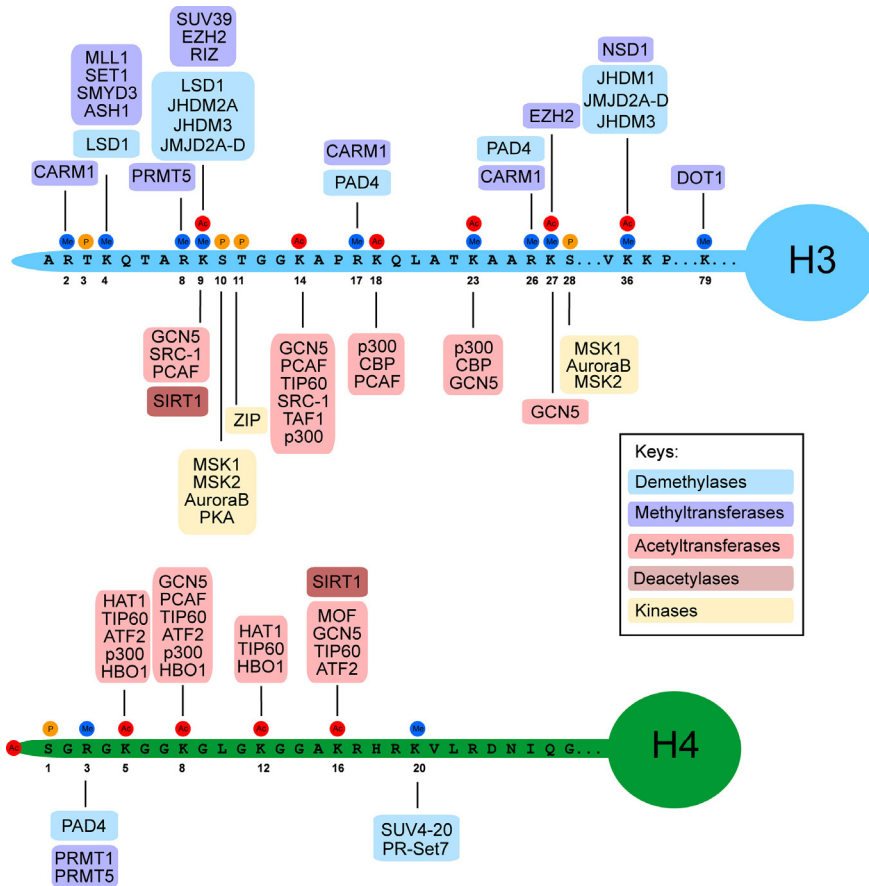 SUV39
EZH2
RIZ
MLL1
SET1
SMYD3
ASH1
LSD1
JHDM2A
JHDM3
JMJD2A-D
NSD1
JHDM1
JMJD2A-D
JHDM3
LSD1
EZH2
CARM1
PRMT5
CARM1
PAD4
PAD4
CARM1
DOT1
Me P Me Me Ac Me P P Ac Me Ac Ac Me Me Ac Me P Ac Me Me
A R T K Q T A R K S T G G K A P R K Q L A T K A A R K S...V K K P...K...
H3
2 3 4 8 9 10 11 14 17 18 23 26 27 28 36 79
GCN5
SRC-1
PCAF
SIRT1
ZIP
MSK1
MSK2
AuroraB
PKA
GCN5
PCAF
TIP60
SRC-1
TAF1
p300
p300
CBP
PCAF
p300
CBP
GCN5
GCN5
MSK1
AuroraB
MSK2
Keys:
Demethylases
Methyltransferases
Acetyltransferases
Deacetylases
Kinases
HAT1
TIP60
ATF2
p300
HBO1
GCN5
PCAF
TIP60
ATF2
p300
HBO1
HAT1
TIP60
HBO1
SIRT1
MOF
GCN5
TIP60
ATF2
Ac P Me Ac Ac Ac Ac Me
S G R G K G G K G L G K G G A K R H R K V L R D N I Q G...
H4
1 3 5 8 12 16 20
PAD4
PRMT1
PRMT5
SUV4-20
PR-Set7